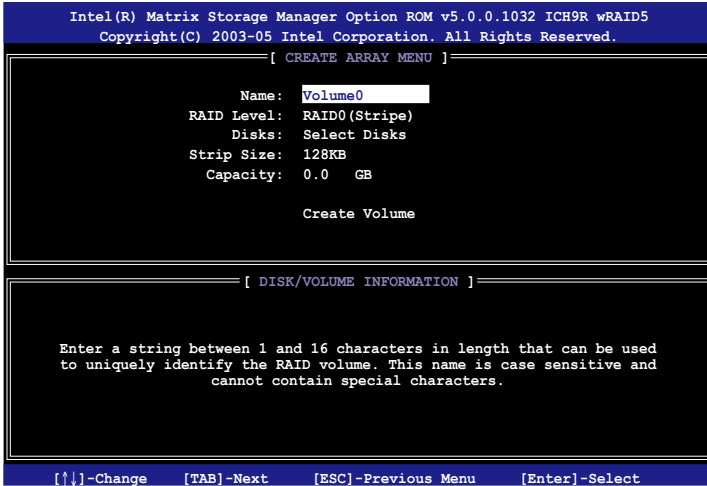 Intel(R) Matrix Storage Manager Option ROM v5.0.0.1032 ICH9R wRAID5
Copyright(C) 2003-05 Intel Corporation. All Rights Reserved.
[ CREATE ARRAY MENU ]
Name: Volume0
RAID Level: RAID0(Stripe)
Disks: Select Disks
Strip Size: 128KB
Capacity: 0.0 GB
Create Volume
[ DISK/VOLUME INFORMATION ]
Enter a string between 1 and 16 characters in length that can be used
to uniquely identify the RAID volume. This name is case sensitive and
cannot contain special characters.
[↑↓]-Change [TAB]-Next [ESC]-Previous Menu [Enter]-Select